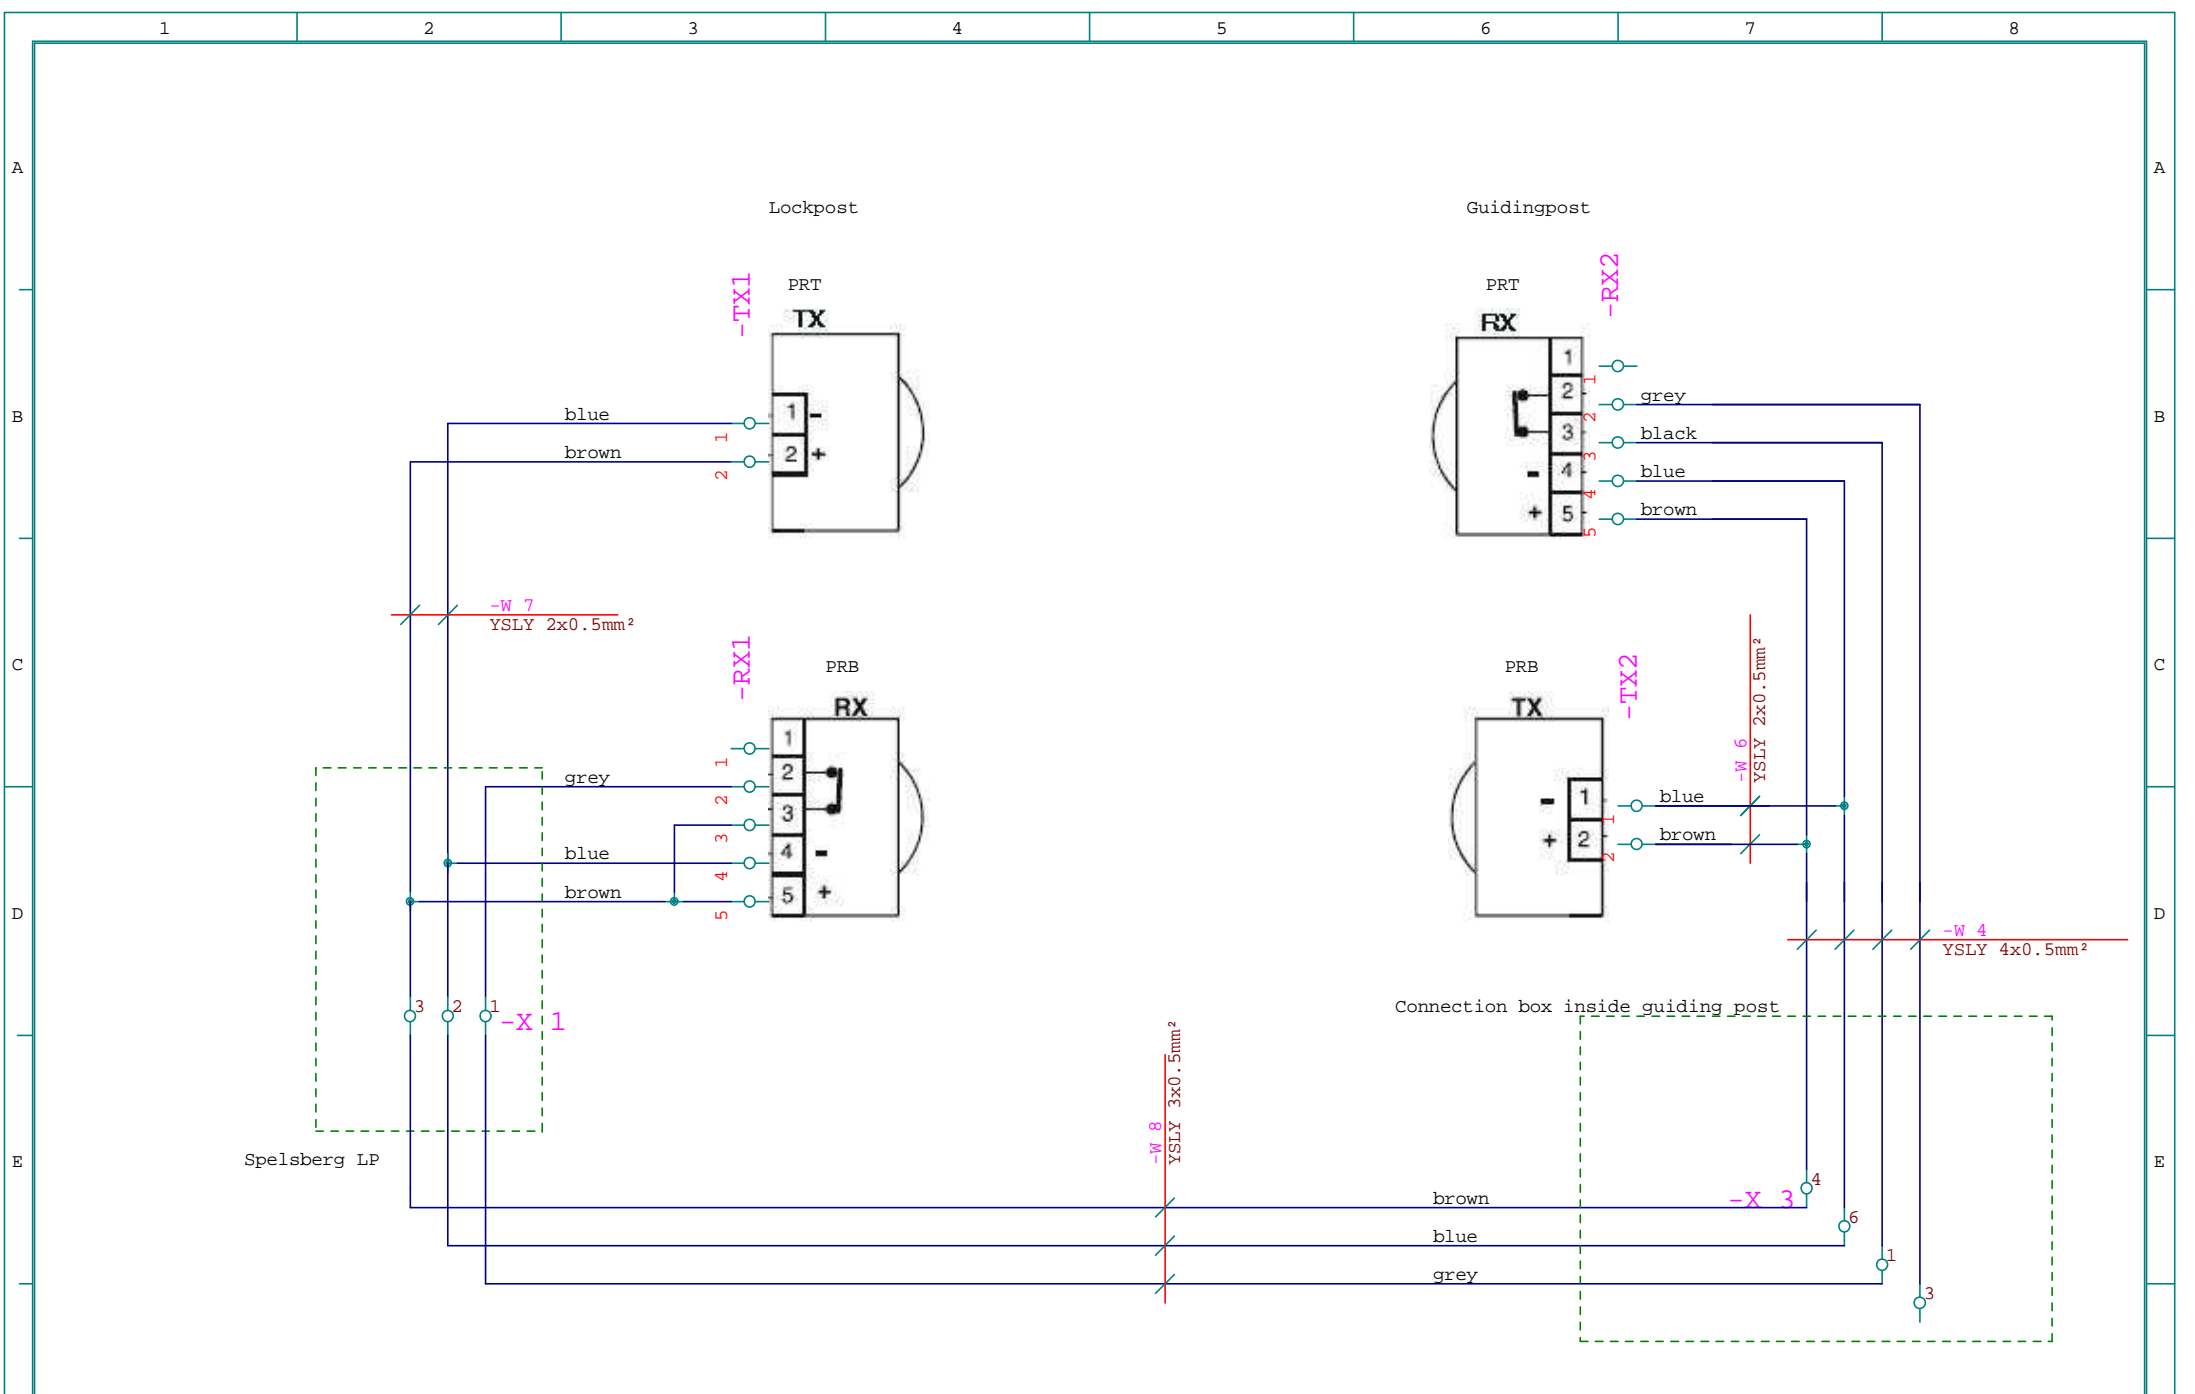 1 2 3 4 5 6 7 8
A A
Lockpost Guidingpost
-TX1 PRT PRT -RX2
TX RX
1
1
B blue 1 - 2 grey B
1 2
brown 2 + 3 black
2 3
- 4 blue
4
+ 5 brown
5
-W 7
YSLY 2x0.5mm²
C -RX1 PRB PRB -TX2 -W 6 C
YSLY 2x0.5mm²
RX TX
1
1
grey 2 - 1 blue
2 1
3 + 2 brown
3 2
blue 4 -
4
brown 5 +
5
D D
-W 4
YSLY 4x0.5mm²
3 2 1 -X 1 Connection box inside guiding post
-W 8
YSLY 3x0.5mm²
E Spelsberg LP E
brown -X 3 4
blue 6
grey 1
3